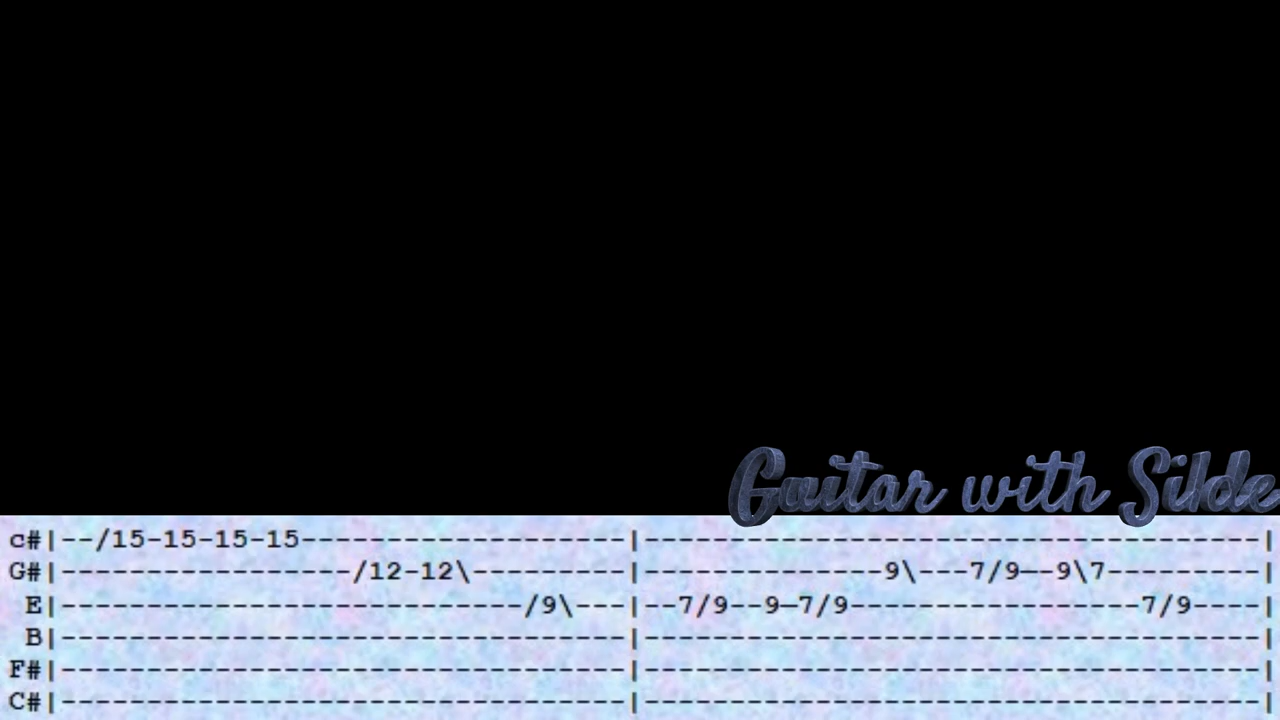 Guitar with Silde
c#|--/15-15-15-15-------------------|------------------------------------|
G#|-----------------/12-12\---------|--------------9\---7/9--9\7---------|
E|---------------------------/9\---|--7/9--9-7/9-----------------7/9----|
B|---------------------------------|------------------------------------|
F#|---------------------------------|------------------------------------|
C#|---------------------------------|------------------------------------|